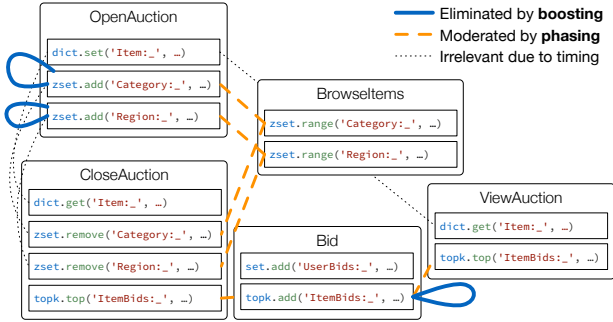 OpenAuction
dict.set('Item:_', …)
zset.add('Category:_', …)
zset.add('Region:_', …)
Eliminated by boosting
Moderated by phasing
Irrelevant due to timing
BrowseItems
zset.range('Category:_', …)
zset.range('Region:_', …)
CloseAuction
dict.get('Item:_', …)
zset.remove('Category:_', …)
zset.remove('Region:_', …)
topk.top('ItemBids:_', …)
Bid
set.add('UserBids:_', …)
topk.add('ItemBids:_', …)
ViewAuction
dict.get('Item:_', …)
topk.top('ItemBids:_', …)